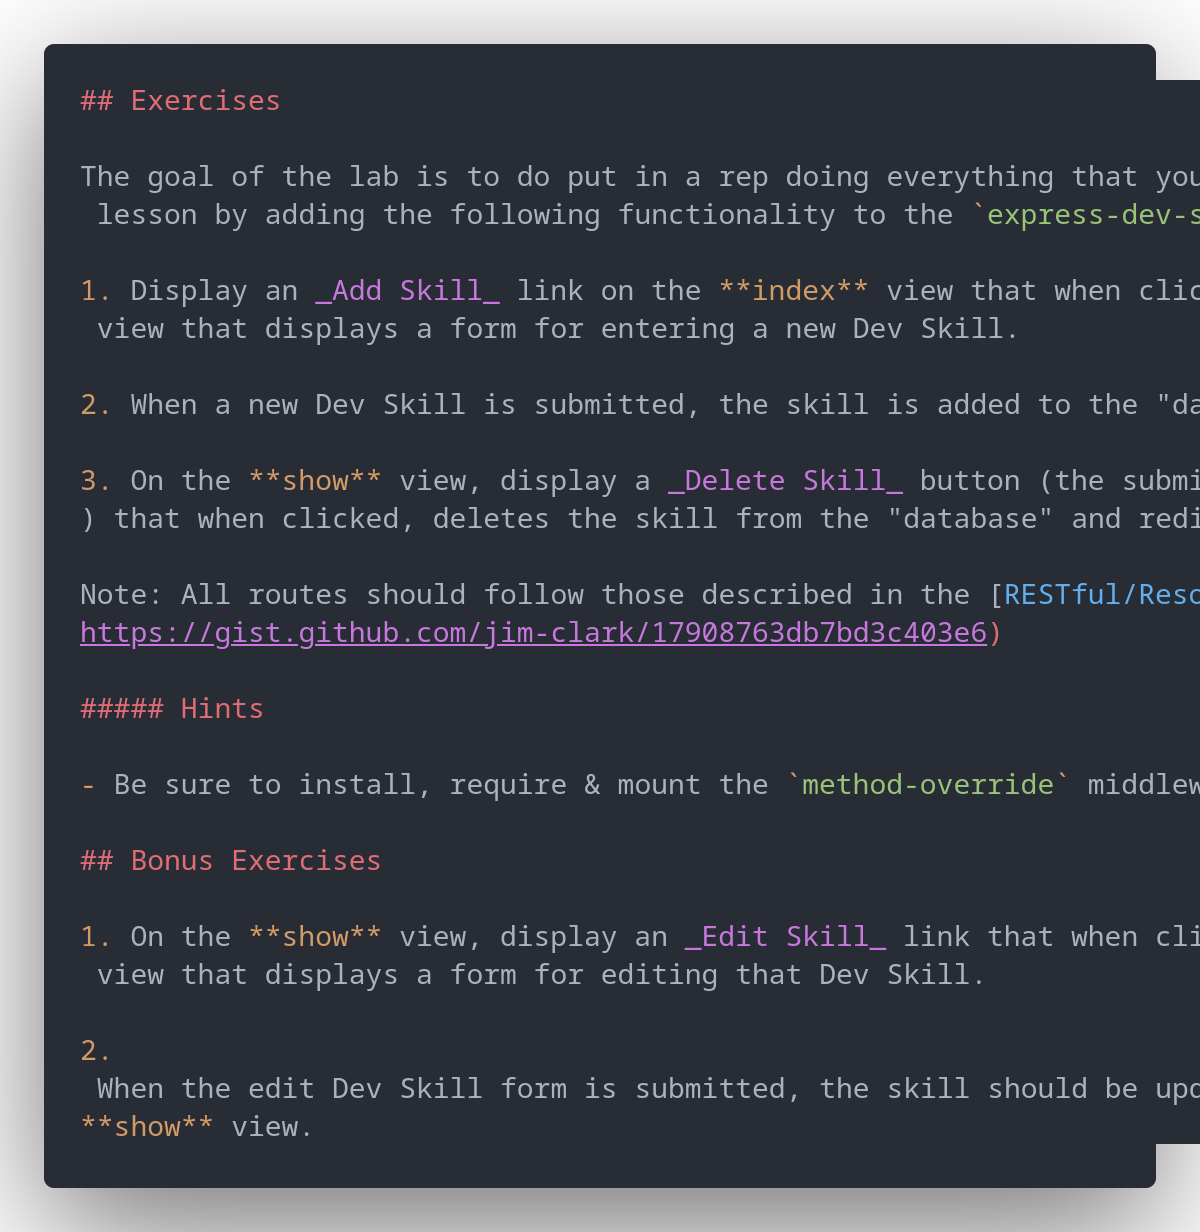 ## Exercises
The goal of the lab is to do put in a rep doing everything that you
lesson by adding the following functionality to the `express-dev-s
1. Display an _Add Skill_ link on the **index** view that when clic
view that displays a form for entering a new Dev Skill.
2. When a new Dev Skill is submitted, the skill is added to the "da
3. On the **show** view, display a _Delete Skill_ button (the submi
) that when clicked, deletes the skill from the "database" and redi
Note: All routes should follow those described in the [RESTful/Reso
https://gist.github.com/jim-clark/17908763db7bd3c403e6)
##### Hints
- Be sure to install, require & mount the `method-override` middlew
## Bonus Exercises
1. On the **show** view, display an _Edit Skill_ link that when cli
view that displays a form for editing that Dev Skill.
2.
When the edit Dev Skill form is submitted, the skill should be upd
**show** view.